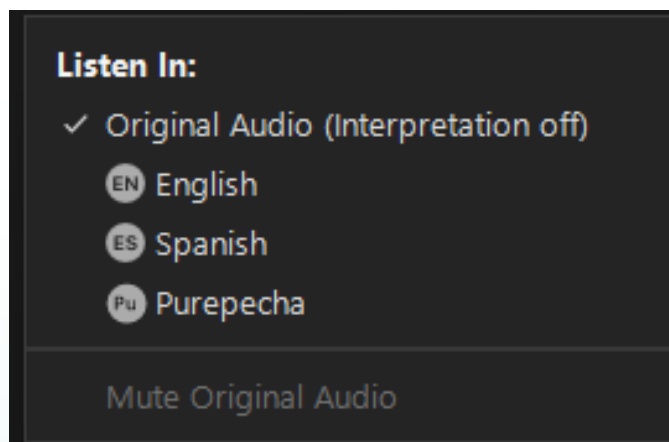 Listen In:
✓ Original Audio (Interpretation off)
EN English
ES Spanish
Pu Purepecha
Mute Original Audio